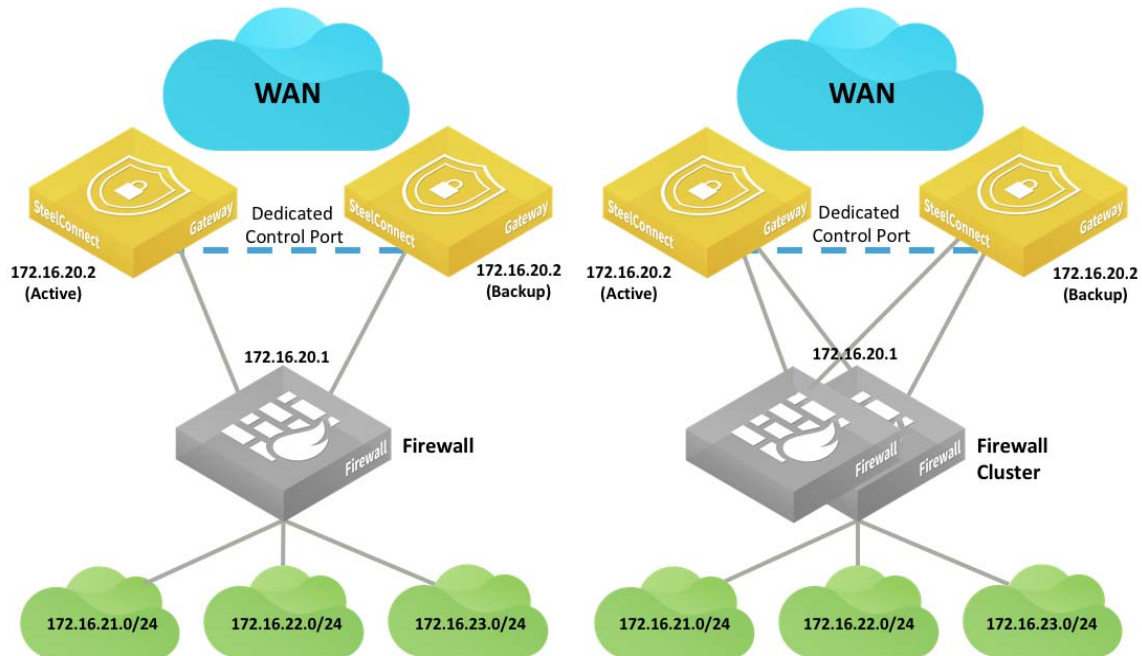 WAN
SteelConnect
Gateway
SteelConnect
Gateway
Dedicated
Control Port
172.16.20.2
(Active)
172.16.20.2
(Backup)
172.16.20.1
Firewall
Firewall
172.16.21.0/24
172.16.22.0/24
172.16.23.0/24
WAN
SteelConnect
Gateway
SteelConnect
Gateway
Dedicated
Control Port
172.16.20.2
(Active)
172.16.20.2
(Backup)
172.16.20.1
Firewall
Firewall
Firewall
Cluster
172.16.21.0/24
172.16.22.0/24
172.16.23.0/24